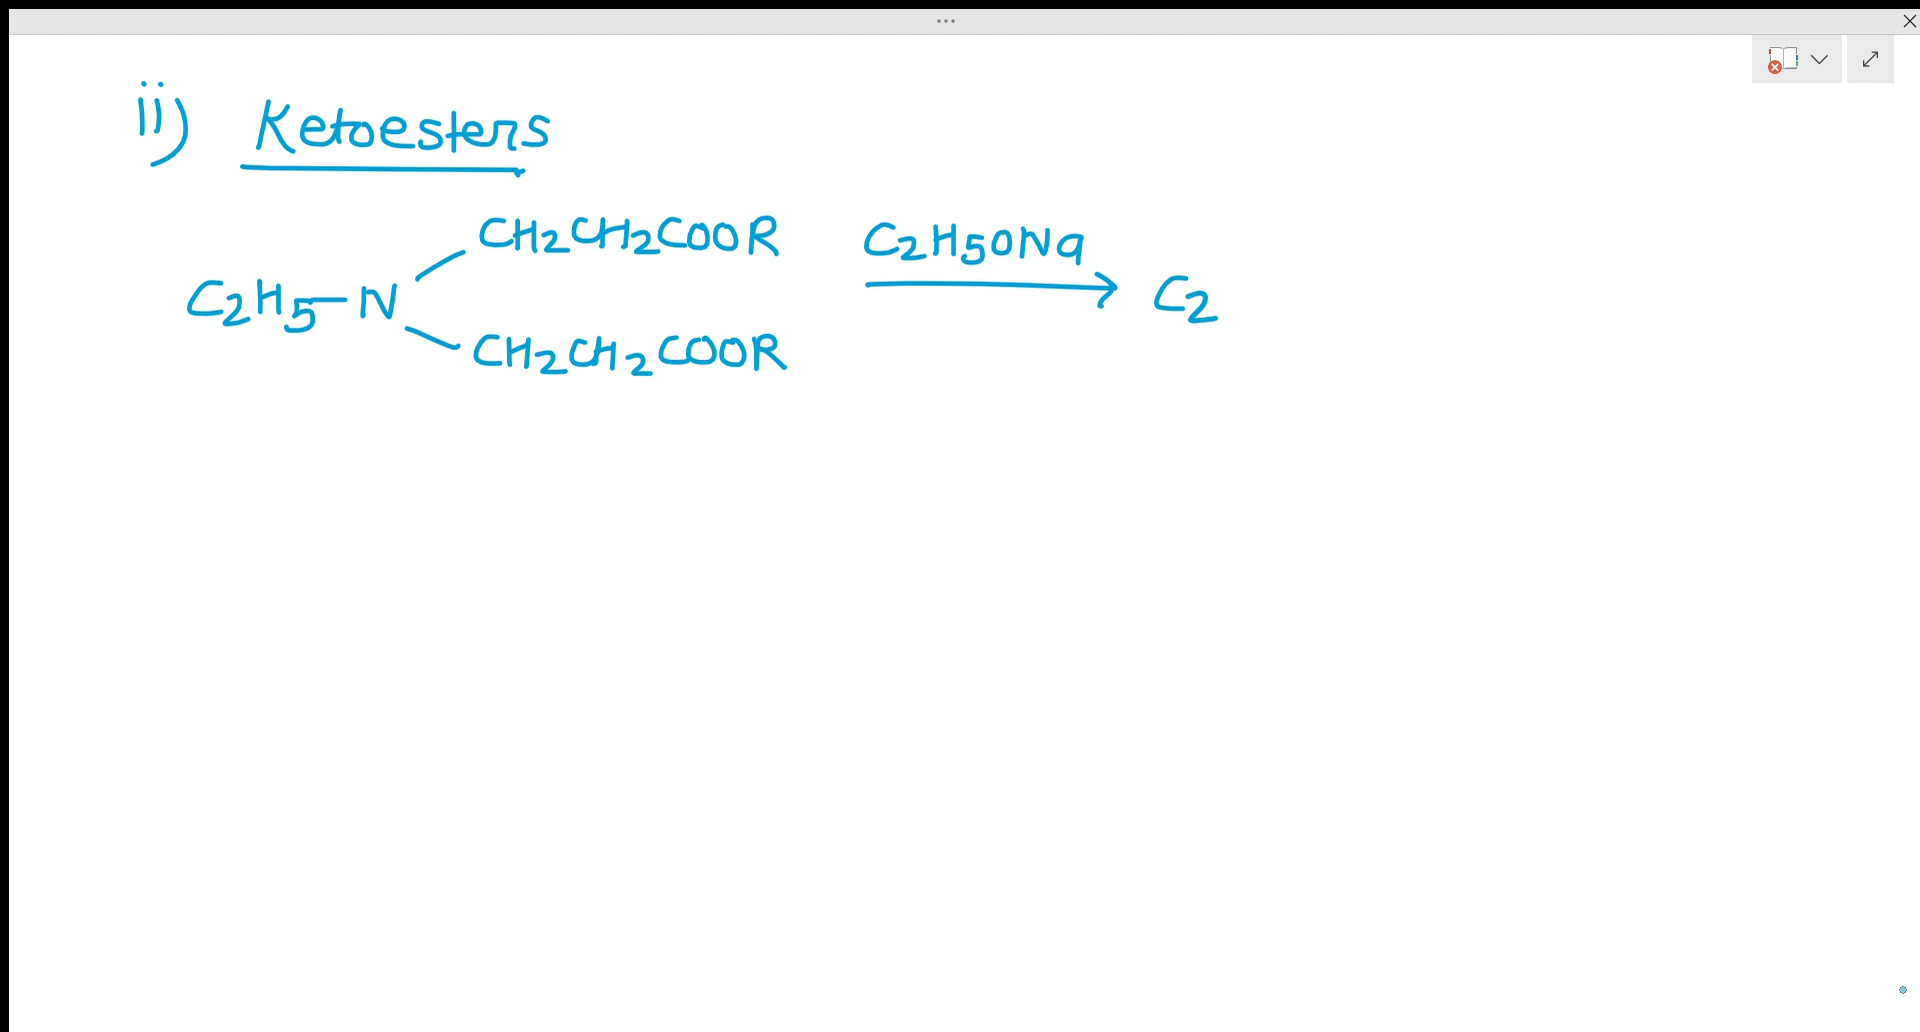 ii) Ketoesters
CH2CH2COOR C2H5ONa
C2H5-N C2
CH2CH2COOR